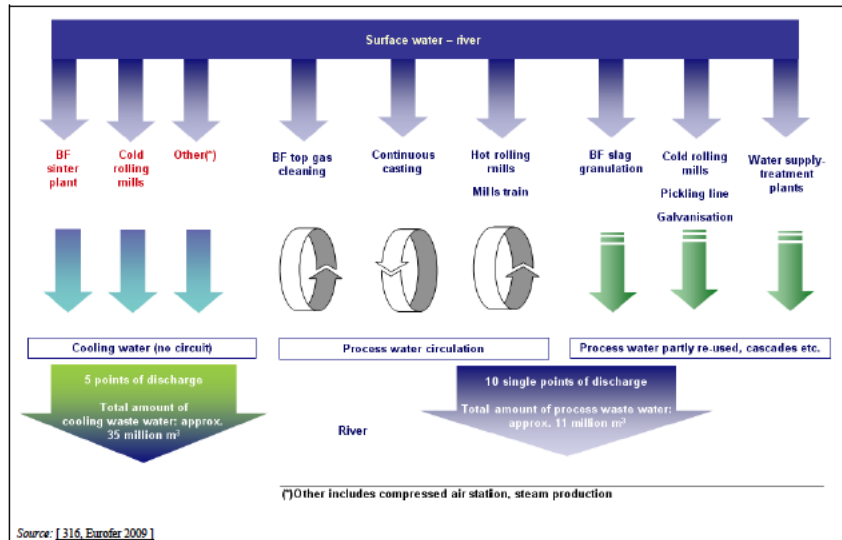 Surface water – river
BF
sinter
plant
Cold
rolling
mills
Other(*)
BF top gas
cleaning
Continuous
casting
Hot rolling
mills
Mills train
BF slag
granulation
Cold rolling
mills
Pickling line
Galvanisation
Water supply-
treatment
plants
Cooling water (no circuit)
Process water circulation
Process water partly re-used, cascades etc.
5 points of discharge
Total amount of
cooling waste water: approx.
35 million m³
River
10 single points of discharge
Total amount of process waste water:
approx. 11 million m³
(*)Other includes compressed air station, steam production
Source: [ 316, Eurofer 2009 ]